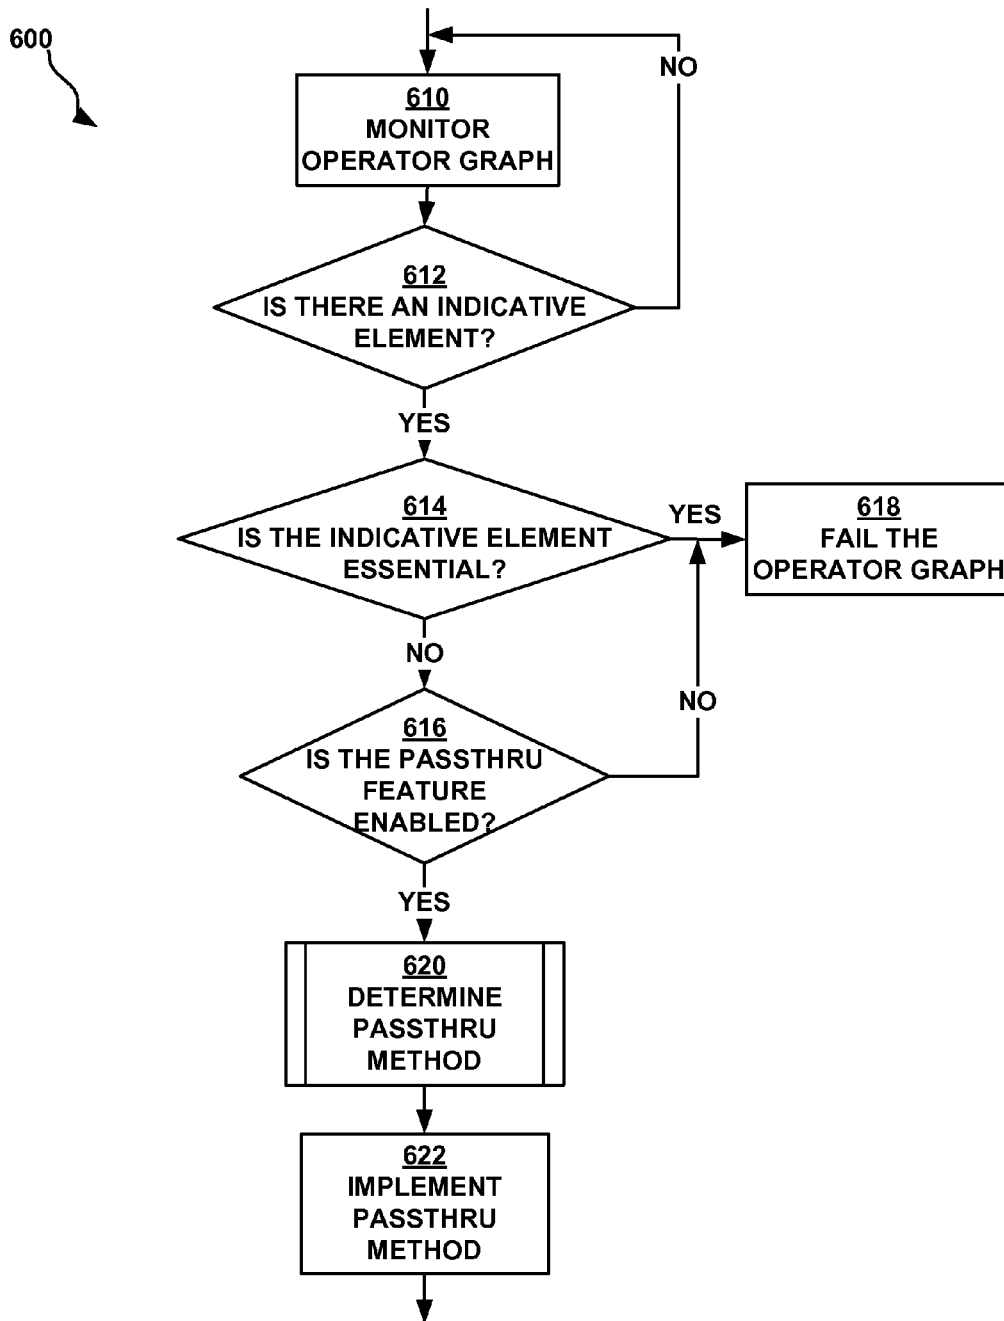 600
NO
610
MONITOR
OPERATOR GRAPH
612
IS THERE AN INDICATIVE
ELEMENT?
YES
614
IS THE INDICATIVE ELEMENT
ESSENTIAL?
YES
618
FAIL THE
OPERATOR GRAPH
NO
NO
616
IS THE PASSTHRU
FEATURE
ENABLED?
YES
620
DETERMINE
PASSTHRU
METHOD
622
IMPLEMENT
PASSTHRU
METHOD